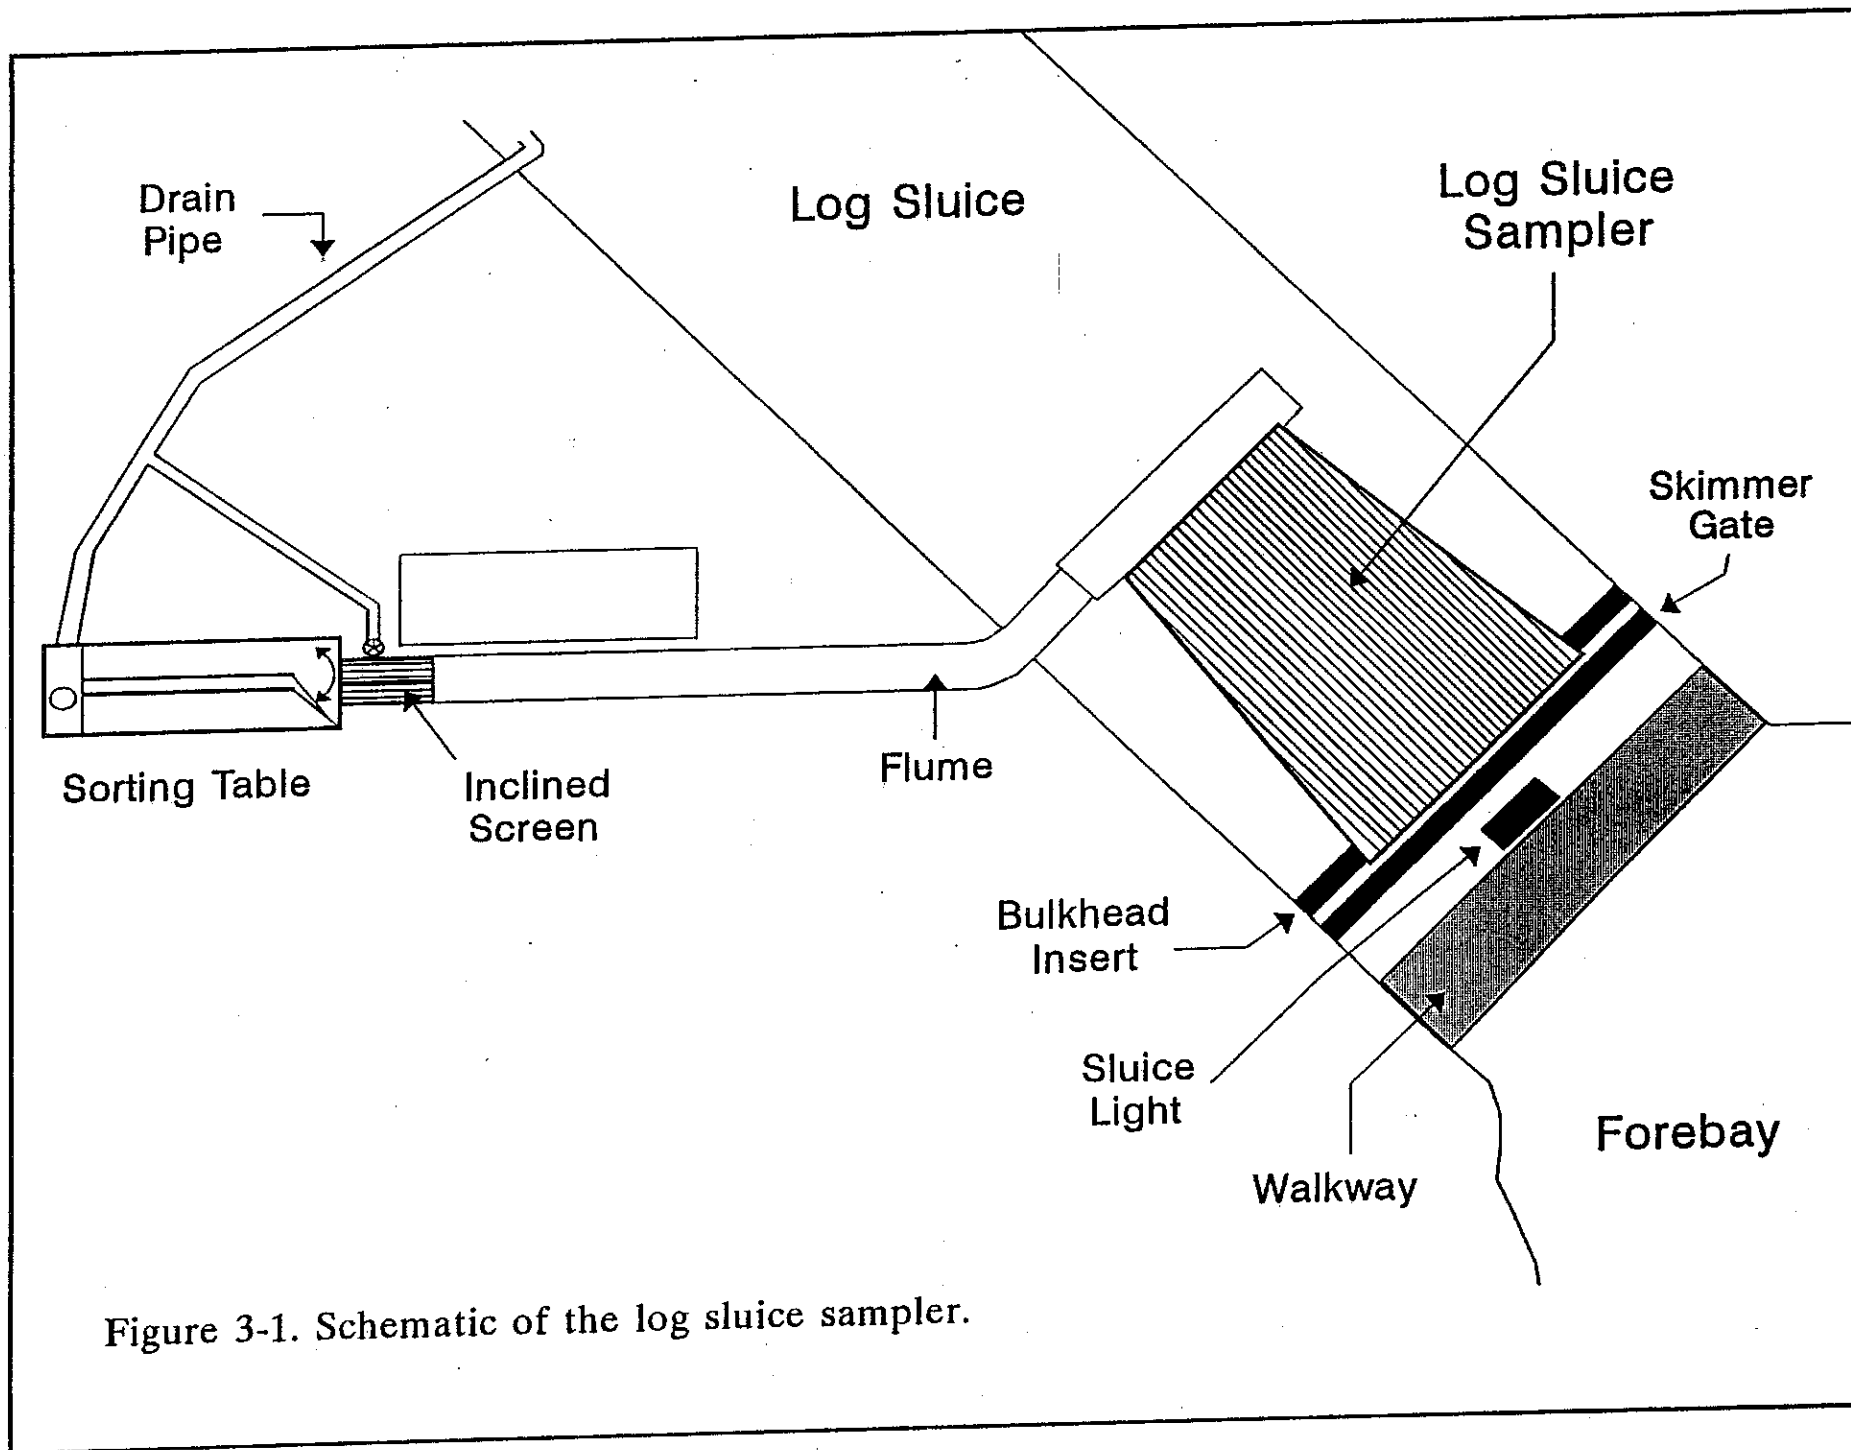 Drain
Pipe
Log Sluice
Log Sluice
Sampler
Skimmer
Gate
Sorting Table
Inclined
Screen
Flume
Bulkhead
Insert
Sluice
Light
Walkway
Forebay
Figure 3-1. Schematic of the log sluice sampler.